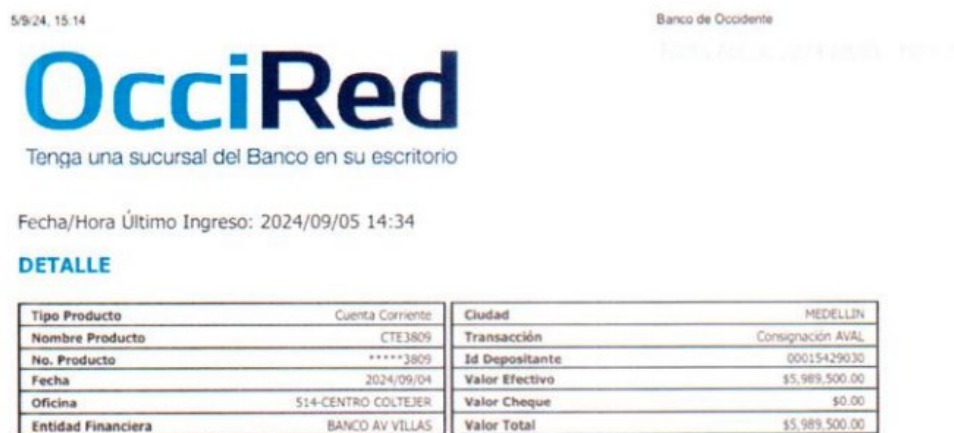 5/9/24, 15:14 Banco de Occidente
OcciRed
Tenga una sucursal del Banco en su escritorio
Fecha/Hora Último Ingreso: 2024/09/05 14:34
DETALLE
Tipo Producto Cuenta Corriente Ciudad MEDELLIN
Nombre Producto CTE3809 Transacción Consignación AVAL
No. Producto *****3809 Id Depositante 00015429030
Fecha 2024/09/04 Valor Efectivo $5,989,500.00
Oficina 514-CENTRO COLTEJER Valor Cheque $0.00
Entidad Financiera BANCO AV VILLAS Valor Total $5,989,500.00